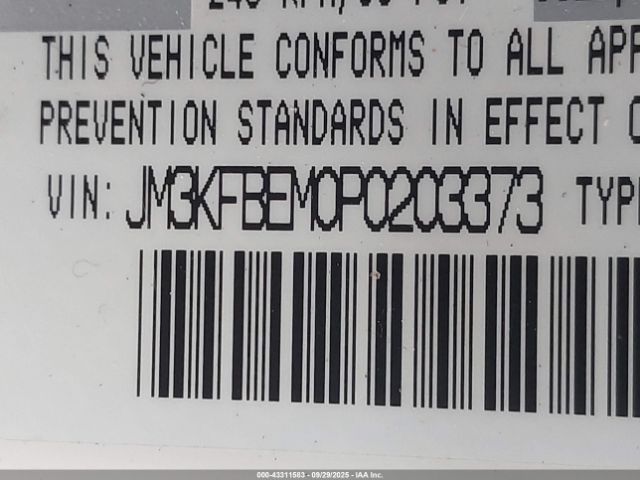 THIS VEHICLE CONFORMS TO ALL APP
PREVENTION STANDARDS IN EFFECT O
VIN: JM3KFBEM0P0203373 TYP
000-43311583 - 09/29/2025 - IAA Inc.